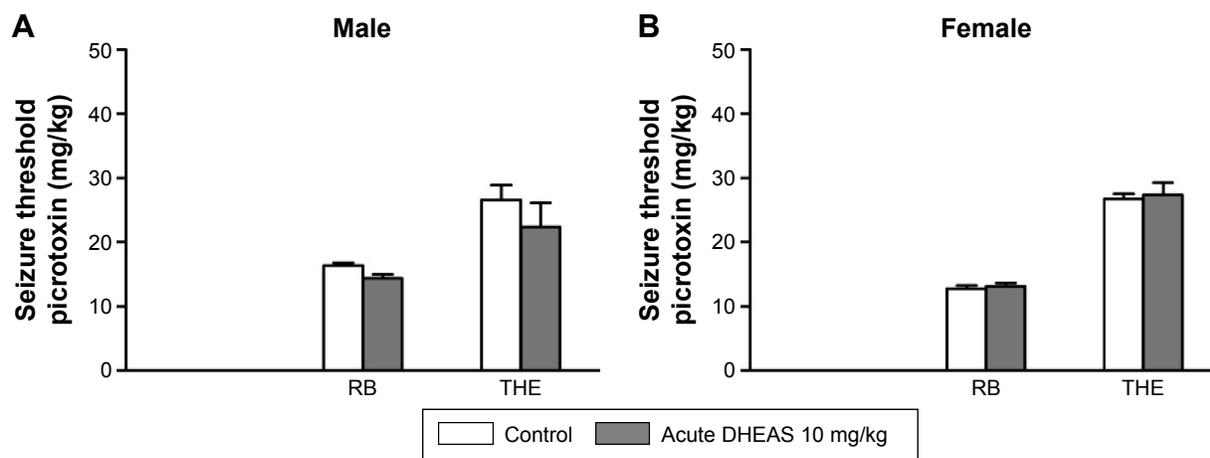 A
Male
Seizure threshold
picrotoxin (mg/kg)
50
40
30
20
10
0
RB
THE
B
Female
Seizure threshold
picrotoxin (mg/kg)
50
40
30
20
10
0
RB
THE
Control
Acute DHEAS 10 mg/kg